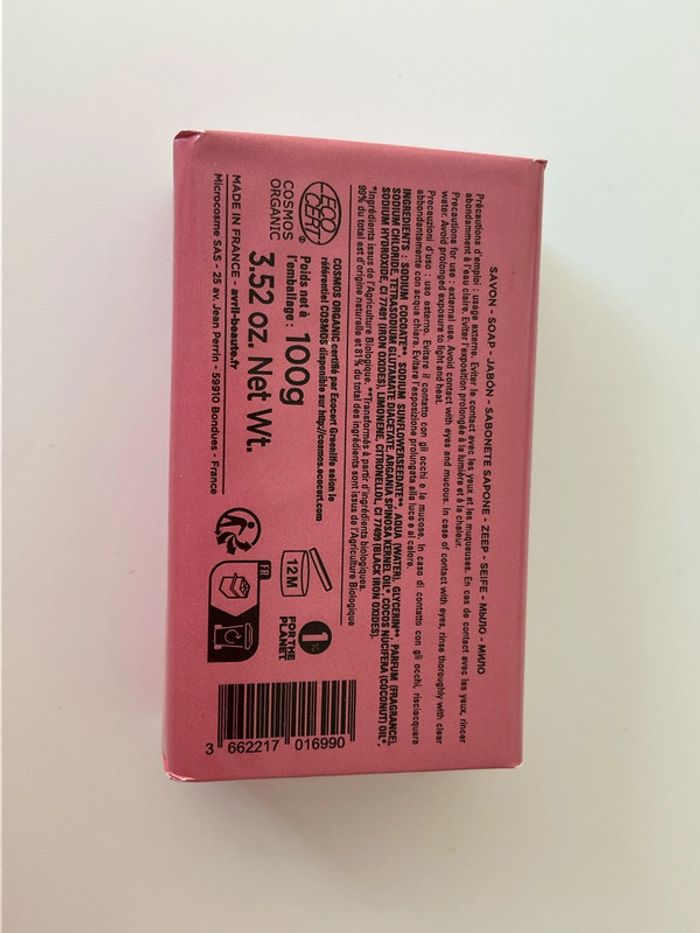 SAVON - SOAP - JABÓN - SABONETE SAPONE - ZEEP - SEIFE - МЫЛО - МИЛО
Précautions d'emploi : usage externe. Eviter le contact avec les yeux et les muqueuses. En cas de contact avec les yeux, rincer
abondamment à l'eau claire. Eviter l'exposition prolongée à la lumière et à la chaleur.
Precautions for use : external use. Avoid contact with eyes and mucous. In case of contact with eyes, rinse thoroughly with clear
water. Avoid prolonged exposure to light and heat.
Precauzioni d'uso : uso esterno. Evitare il contatto con gli occhi e le mucose. In caso di contatto con gli occhi, risciacquare
abbondantemente con acqua chiara. Evitare l'esposizione prolungata alla luce e al calore.
INGREDIENTS : SODIUM COCOATE**, SODIUM SUNFLOWERSEEDATE**, AQUA (WATER), GLYCERIN**, PARFUM (FRAGRANCE),
SODIUM CHLORIDE, TETRASODIUM GLUTAMATE DIACETATE, ARGANIA SPINOSA KERNEL OIL*, COCOS NUCIFERA (COCONUT) OIL*,
SODIUM HYDROXIDE, CI 77491 (IRON OXIDES), LIMONENE, CITRONELLOL, CI 77499 (BLACK IRON OXIDES).
*Ingrédients issus de l'Agriculture Biologique. **Transformés à partir d'ingrédients biologiques.
99% du total est d'origine naturelle et 81% du total des ingrédients sont issus de l'Agriculture Biologique
COSMOS ORGANIC certifié par Ecocert Greenlife selon le
référentiel COSMOS disponible sur http://cosmos.ecocert.com
ECO
CERT
®
COSMOS
ORGANIC
Poids net à
l'emballage :
100g
3.52 oz. Net Wt.
MADE IN FRANCE - avril-beaute.fr
Microcosme SAS - 25 av. Jean Perrin - 59910 Bondues - France
12M
1%
FOR THE
PLANET
FR
3 662217 016990